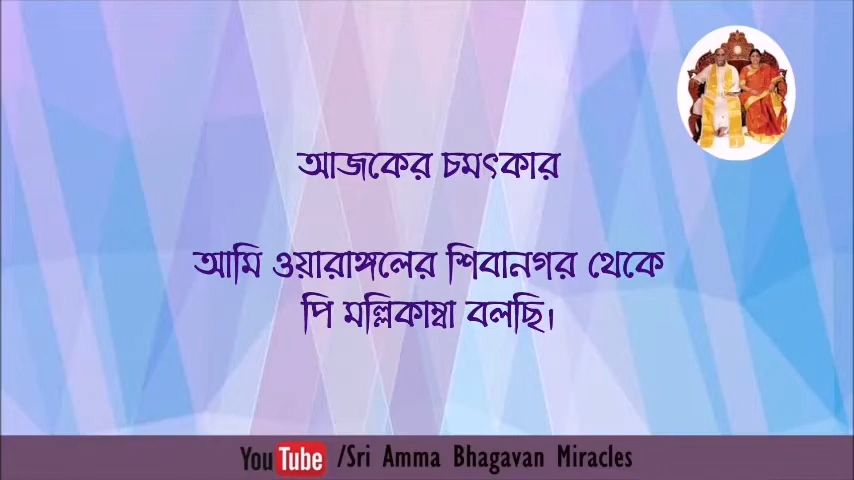 আজকের চমৎকার
আমি ওয়ারাঙ্গলের শিবানগর থেকে
পি মল্লিকাম্বা বলছি।
YouTube /Sri Amma Bhagavan Miracles